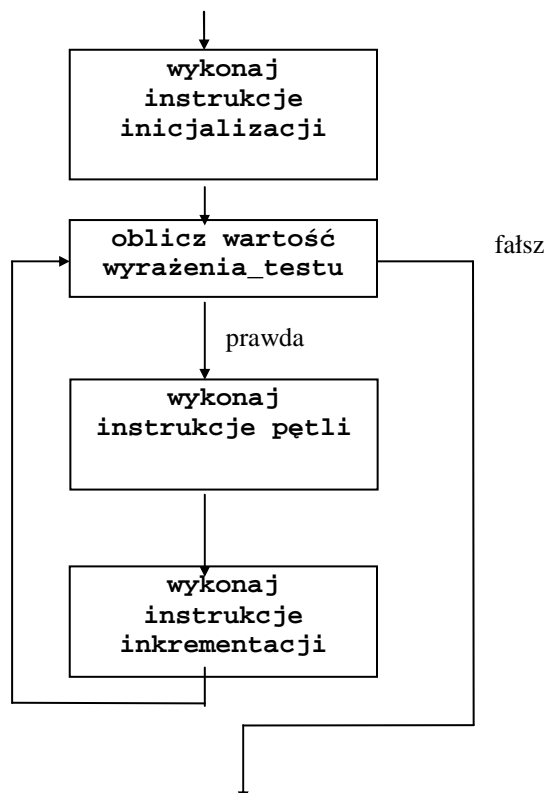 wykonaj
instrukcje
inicjalizacji
oblicz wartość
wyrażenia_testu
fałsz
prawda
wykonaj
instrukcje pętli
wykonaj
instrukcje
inkrementacji